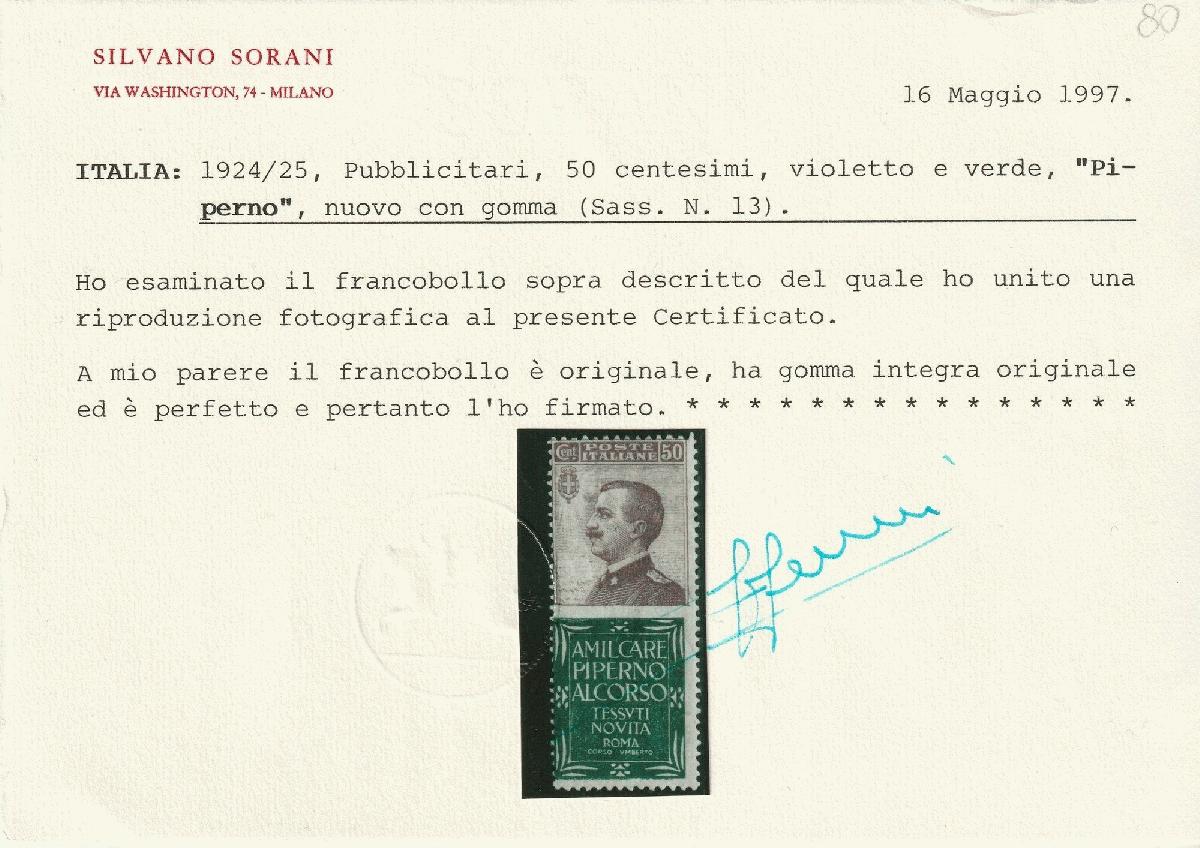 80
SILVANO SORANI
VIA WASHINGTON, 74 - MILANO
16 Maggio 1997.
ITALIA: 1924/25, Pubblicitari, 50 centesimi, violetto e verde, "Pi-
perno", nuovo con gomma (Sass. N. 13).
Ho esaminato il francobollo sopra descritto del quale ho unito una
riproduzione fotografica al presente Certificato.
A mio parere il francobollo è originale, ha gomma integra originale
ed è perfetto e pertanto l'ho firmato. * * * * * * * * * * * * * * *
Cent. POSTE ITALIANE 50
AMILCARE
PIPERNO
ALCORSO
TESSVTI
NOVITA
ROMA
CORSO VMBERTO